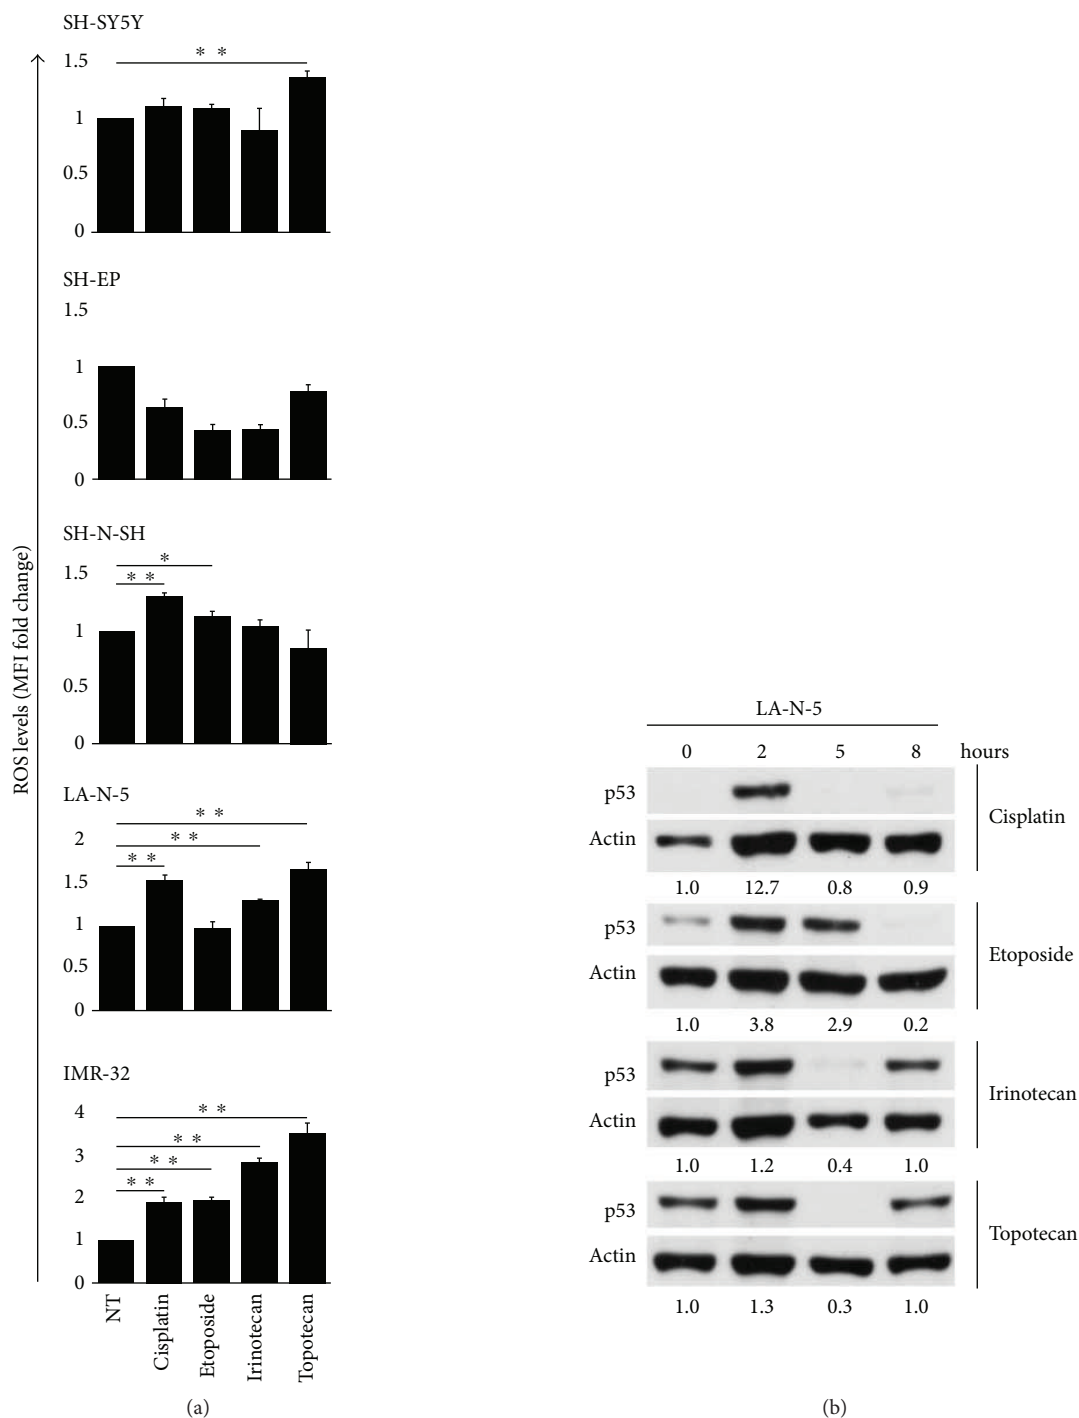 SH-SY5Y
* *
1.5
1
0.5
0
SH-EP
1.5
1
0.5
0
SH-N-SH
*
* *
1.5
1
0.5
0
LA-N-5
* *
* *
* *
2
1.5
1
0.5
0
IMR-32
* *
* *
* *
* *
4
3
2
1
0
ROS levels (MFI fold change)
NT
Cisplatin
Etoposide
Irinotecan
Topotecan
(a)
LA-N-5
0 2 5 8 hours
p53
Actin
Cisplatin
1.0 12.7 0.8 0.9
p53
Actin
Etoposide
1.0 3.8 2.9 0.2
p53
Actin
Irinotecan
1.0 1.2 0.4 1.0
p53
Actin
Topotecan
1.0 1.3 0.3 1.0
(b)